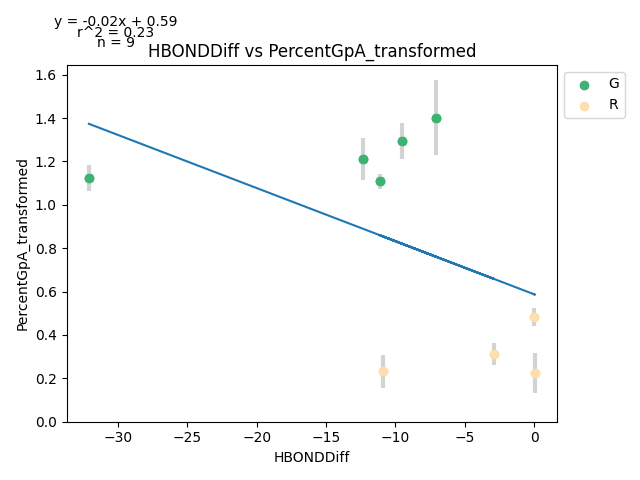 y = -0.02x + 0.59
r^2 = 0.23
n = 9
HBONDDiff vs PercentGpA_transformed
G
R
PercentGpA_transformed
1.6
1.4
1.2
1.0
0.8
0.6
0.4
0.2
0.0
−30
−25
−20
−15
−10
−5
0
HBONDDiff